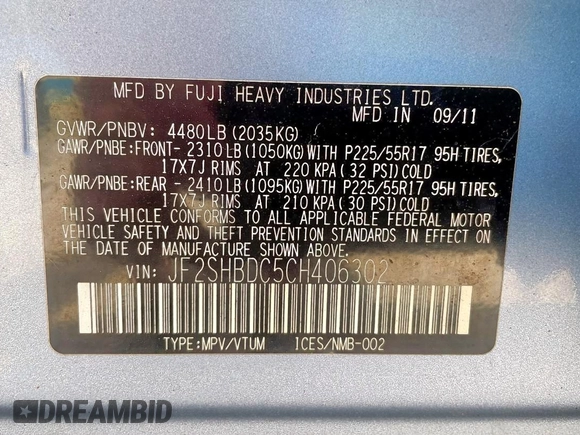 MFD BY FUJI HEAVY INDUSTRIES LTD.
MFD IN 09/11
GVWR/PNBV: 4480LB(2035KG)
GAWR/PNBE:FRONT-2310LB(1050KG)WITH P225/55R17 95H TIRES,
17X7J RIMS AT 220 KPA(32 PSI)COLD
GAWR/PNBE:REAR -2410LB(1095KG)WITH P225/55R17 95H TIRES,
17X7J RIMS AT 210 KPA(30 PSI)COLD
THIS VEHICLE CONFORMS TO ALL APPLICABLE FEDERAL MOTOR
VEHICLE SAFETY AND THEFT PREVENTION STANDARDS IN EFFECT ON
THE DATE OF MANUFACTURE SHOWN ABOVE.
VIN: JF2SHBDC5CH406302
TYPE:MPV/VTUM ICES/NMB-002
DREAMBID